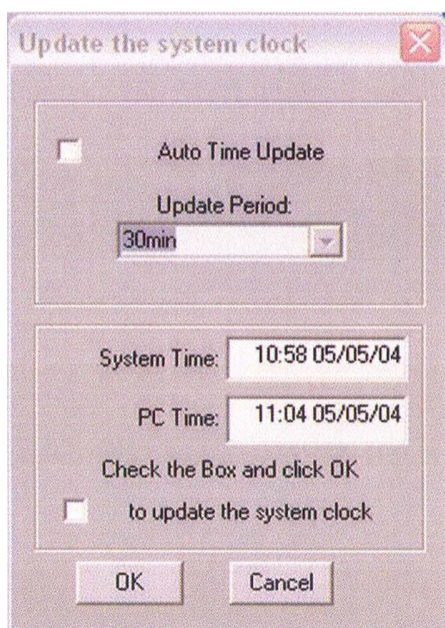 Update the system clock
Auto Time Update
Update Period:
30min
System Time: 10:58 05/05/04
PC Time: 11:04 05/05/04
Check the Box and click OK
to update the system clock
OK Cancel